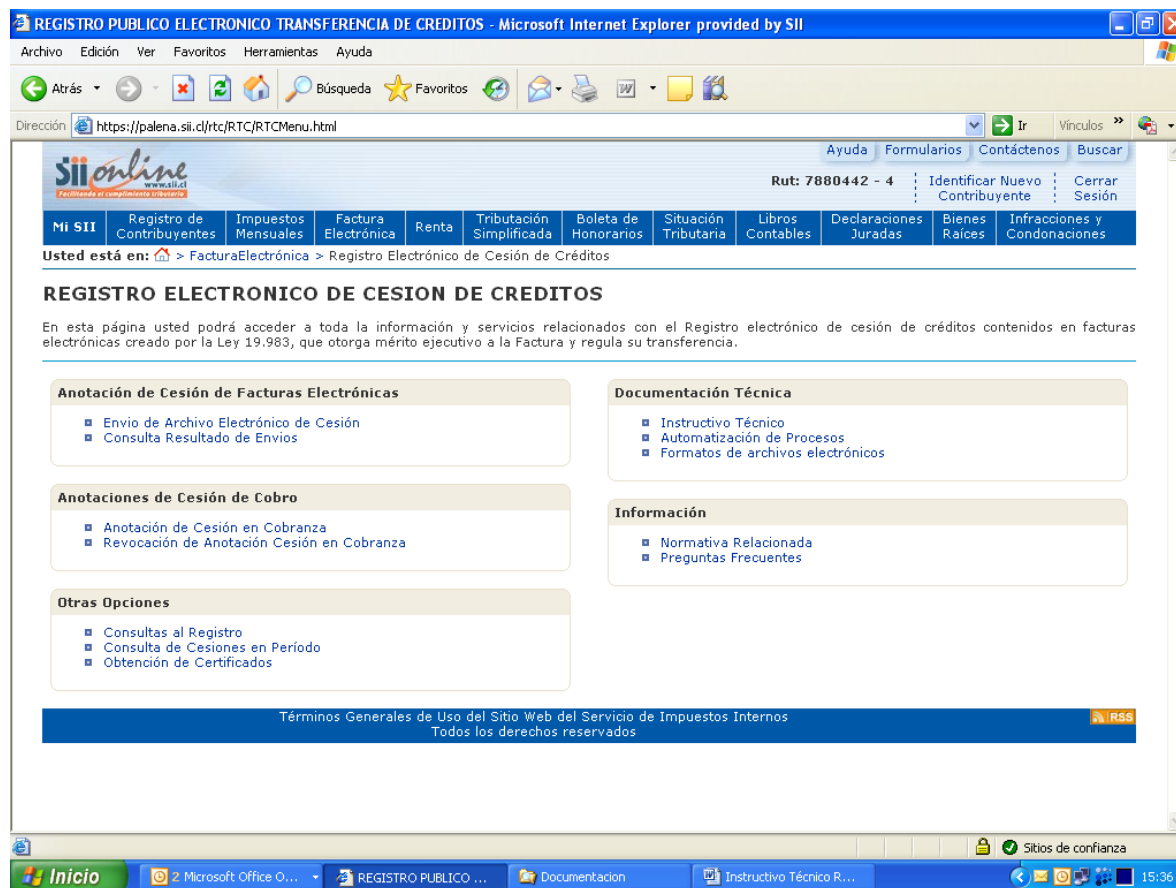 REGISTRO PUBLICO ELECTRONICO TRANSFERENCIA DE CREDITOS - Microsoft Internet Explorer provided by SII
Archivo Edición Ver Favoritos Herramientas Ayuda
Atrás Búsqueda Favoritos
Dirección https://palena.sii.cl/rtc/RTC/RTCMenu.html Ir Vínculos »
Sii online
www.sii.cl
Facilitando el cumplimiento tributario
Ayuda Formularios Contáctenos Buscar
Rut: 7880442 - 4 Identificar Nuevo Contribuyente Cerrar Sesión
Mi SII Registro de Contribuyentes Impuestos Mensuales Factura Electrónica Renta Tributación Simplificada Boleta de Honorarios Situación Tributaria Libros Contables Declaraciones Juradas Bienes Raíces Infracciones y Condonaciones
Usted está en: > FacturaElectrónica > Registro Electrónico de Cesión de Créditos
REGISTRO ELECTRONICO DE CESION DE CREDITOS
En esta página usted podrá acceder a toda la información y servicios relacionados con el Registro electrónico de cesión de créditos contenidos en facturas
electrónicas creado por la Ley 19.983, que otorga mérito ejecutivo a la Factura y regula su transferencia.
Anotación de Cesión de Facturas Electrónicas
Envio de Archivo Electrónico de Cesión
Consulta Resultado de Envios
Anotaciones de Cesión de Cobro
Anotación de Cesión en Cobranza
Revocación de Anotación Cesión en Cobranza
Otras Opciones
Consultas al Registro
Consulta de Cesiones en Período
Obtención de Certificados
Documentación Técnica
Instructivo Técnico
Automatización de Procesos
Formatos de archivos electrónicos
Información
Normativa Relacionada
Preguntas Frecuentes
Términos Generales de Uso del Sitio Web del Servicio de Impuestos Internos
Todos los derechos reservados
RSS
Sitios de confianza
Inicio 2 Microsoft Office O... REGISTRO PUBLICO ... Documentacion Instructivo Técnico R... 15:36